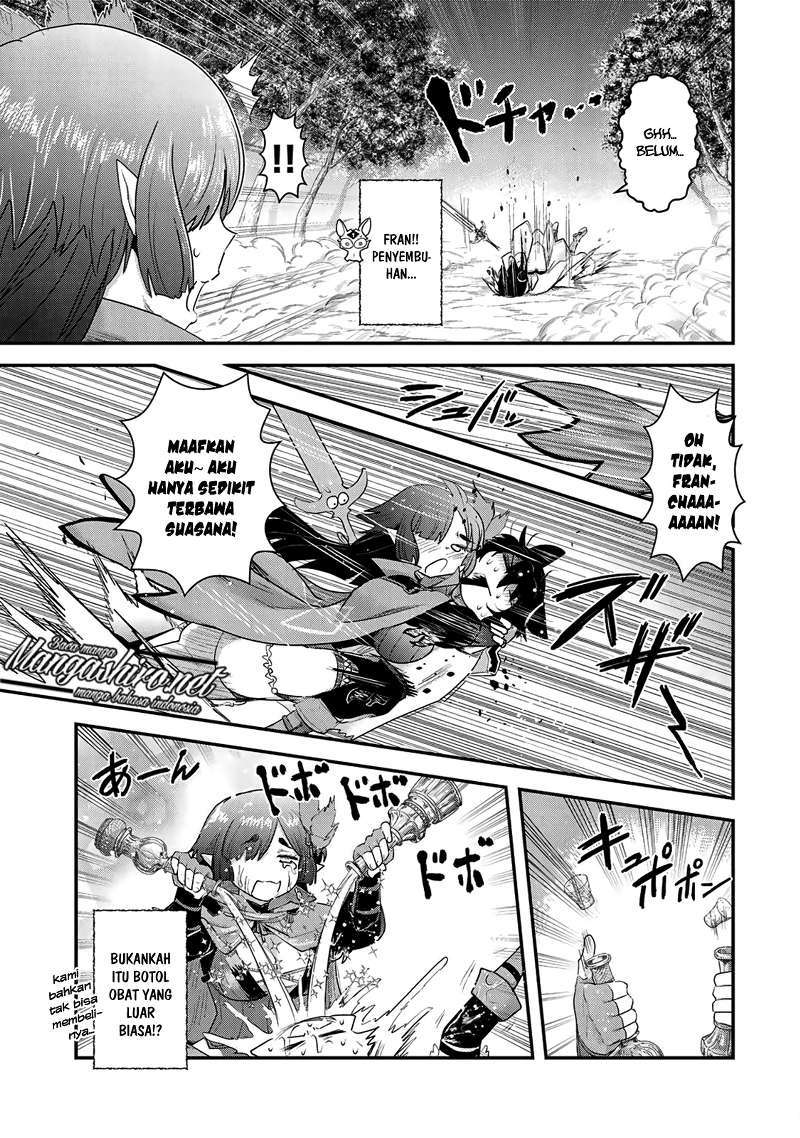 GHH...
BELUM...
ドチャ...
!!
FRAN!!
PENYEMBU-
HAN...
OH
TIDAK,
FRAN-
CHAAA-
AAAAN!
シュバッ
MAAFKAN
AKU~ AKU
HANYA SEDIKIT
TERBAWA
SUASANA!
ズザーッ
Baca manga
Mangashiro.net
manga bahasa indonesia
キュポポン
ドボ
ドボ
ドボ
あーん
BUKANKAH
ITU BOTOL
OBAT YANG
LUAR
BIASA!?
kami
bahkan
tak bisa
membeli-
nya...